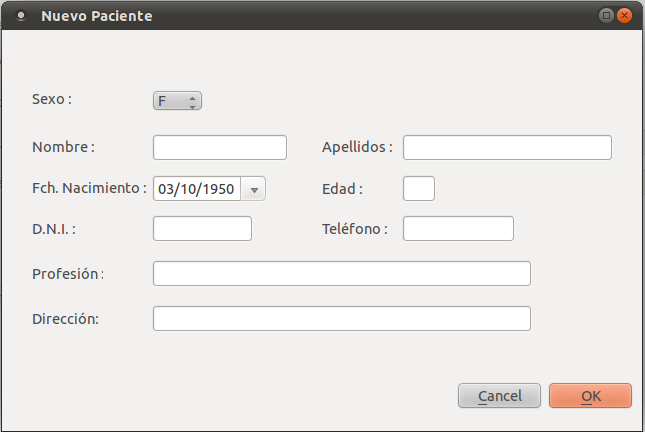 Nuevo Paciente
Sexo : F
Nombre : Apellidos :
Fch. Nacimiento : 03/10/1950 Edad :
D.N.I. : Teléfono :
Profesión :
Dirección:
Cancel OK